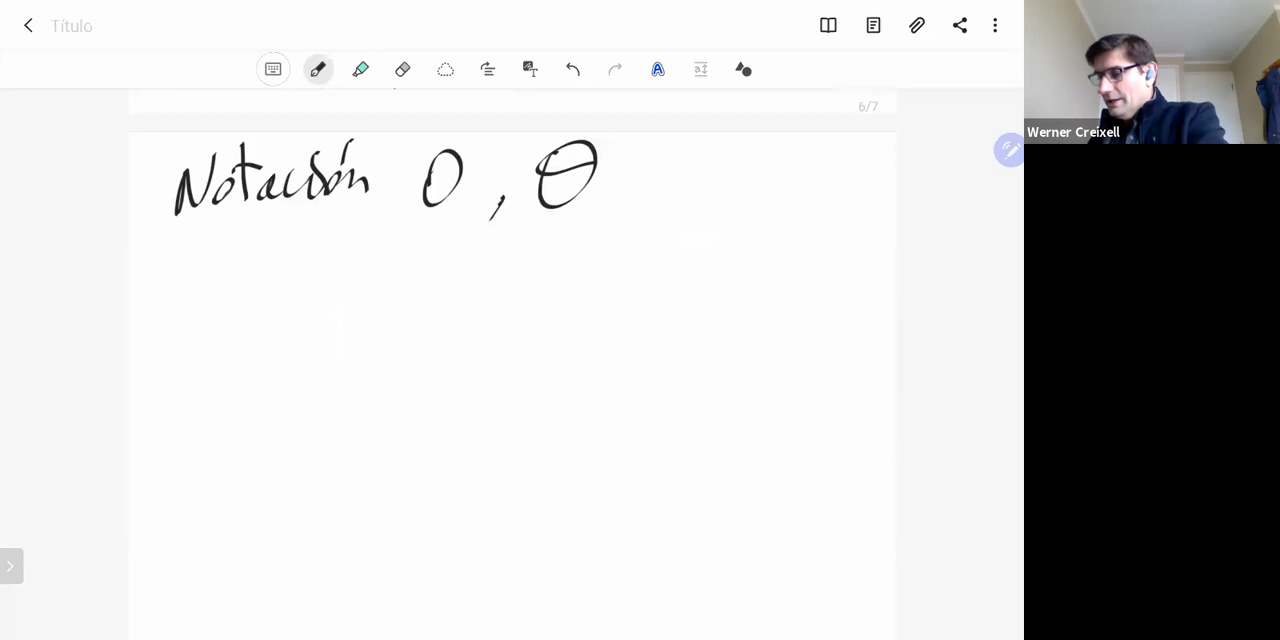 Título
6/7
Notación O, Θ
Werner Creixell